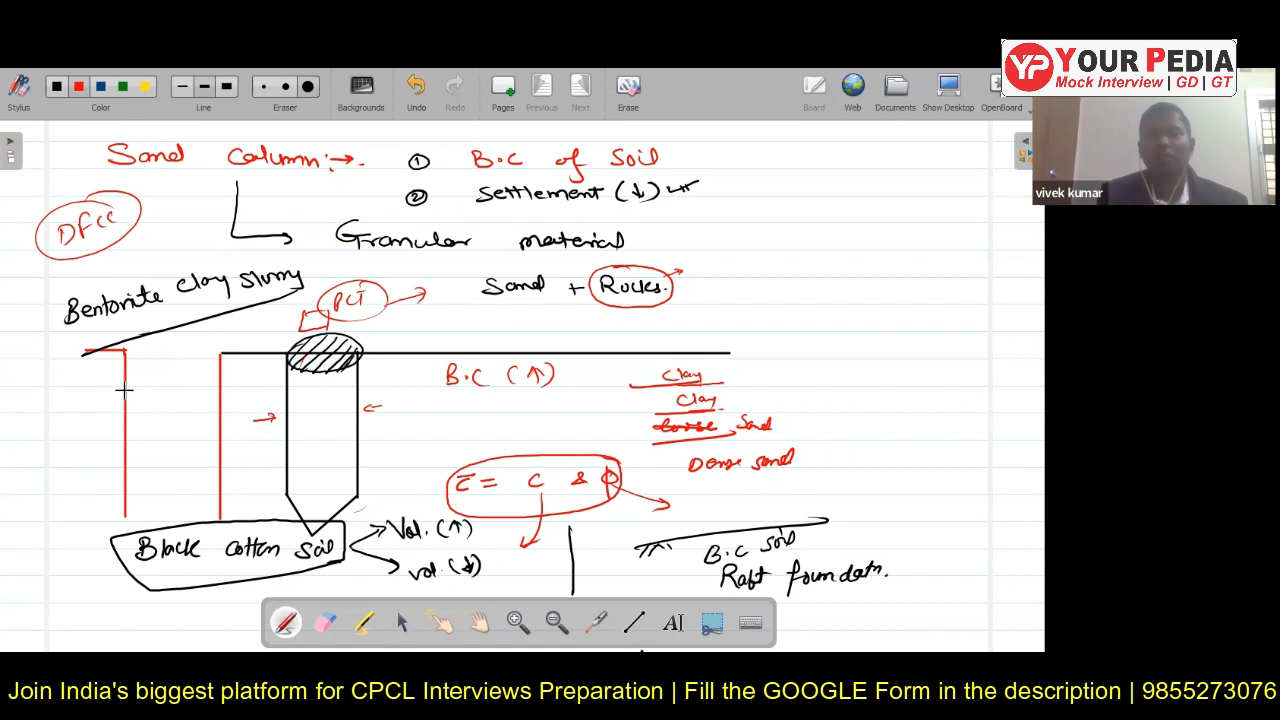 YOUR PEDIA
Mock Interview | GD | GT
Stylus
Color
Line
Eraser
Backgrounds
Undo
Redo
Pages
Previous
Next
Erase
Board
Web
Documents
Show Desktop
OpenBoard
vivek kumar
Sand Column:→.
① B.C of Soil
② Settlement (↓)
DFCC
Granular material
Sand + Rocks.
Bentonite clay slurry
B.C (↑)
Clay
Clay
Sand
Dense sand
C & φ
Black cotton soil
Vol. (↑)
vol. (↓)
B.C soil
Raft foundatn.
Join India's biggest platform for CPCL Interviews Preparation | Fill the GOOGLE Form in the description | 9855273076